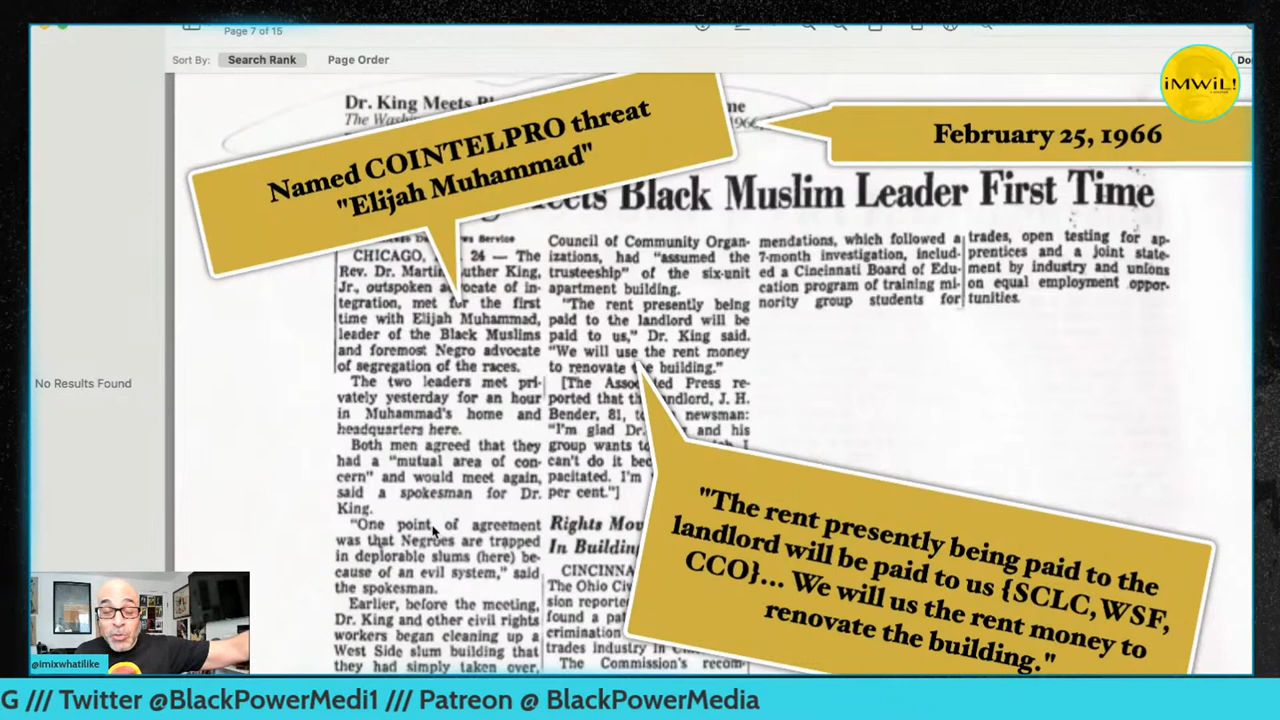 Page 7 of 15
Sort By:
Search Rank
Page Order
iMWiL!
February 25, 1966
Dr. King Meets
The
me
Named COINTELPRO threat
"Elijah Muhammad"
Black Muslim Leader First Time
Service
CHICAGO, 24 — The
Rev. Dr. Martin Luther King,
Jr., outspoken advocate of in-
tegration, met for the first
time with Elijah Muhammad,
leader of the Black Muslims
and foremost Negro advocate
of segregation of the races.
The two leaders met pri-
vately yesterday for an hour
in Muhammad's home and
headquarters here.
Both men agreed that they
had a "mutual area of con-
cern" and would meet again,
said a spokesman for Dr.
King.
"One point of agreement
was that Negroes are trapped
in deplorable slums (here) be-
cause of an evil system," said
the spokesman.
Earlier, before the meeting,
Dr. King and other civil rights
workers began cleaning up a
West Side slum building that
they had simply taken over,
Council of Community Organ-
izations, had "assumed the
trusteeship" of the six-unit
apartment building.
"The rent presently being
paid to the landlord will be
paid to us," Dr. King said.
"We will use the rent money
to renovate the building."
[The Associated Press re-
ported that the landlord, J. H.
Bender, 81, newsman:
"I'm glad Dr. and his
group wants
can't do it
pacitated. I'm
per cent."]
Rights
In Building
The Ohio
sion reported
found a
trades industry in
The Commission's recom-
mendations, which followed a
7-month investigation, includ-
ed a Cincinnati Board of Edu-
cation program of training mi-
nority group students for
trades, open testing for ap-
prentices and a joint state-
ment by industry and unions
on equal employment oppor-
tunities.
No Results Found
"The rent presently being paid to the
landlord will be paid to us {SCLC, WSF,
CCO}... We will us the rent money to
renovate the building."
@imixwhatilike
G /// Twitter @BlackPowerMedi1 /// Patreon @ BlackPowerMedia